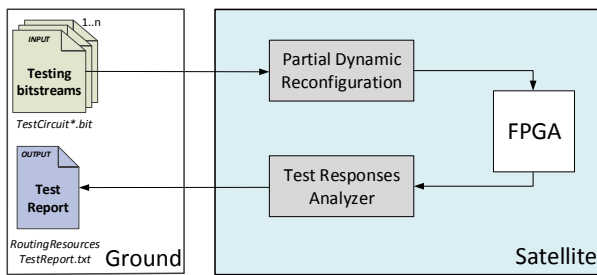 1..n
INPUT
Testing
bitstreams
TestCircuit*.bit
Partial Dynamic
Reconfiguration
FPGA
OUTPUT
Test
Report
RoutingResources
TestReport.txt
Ground
Test Responses
Analyzer
Satellite